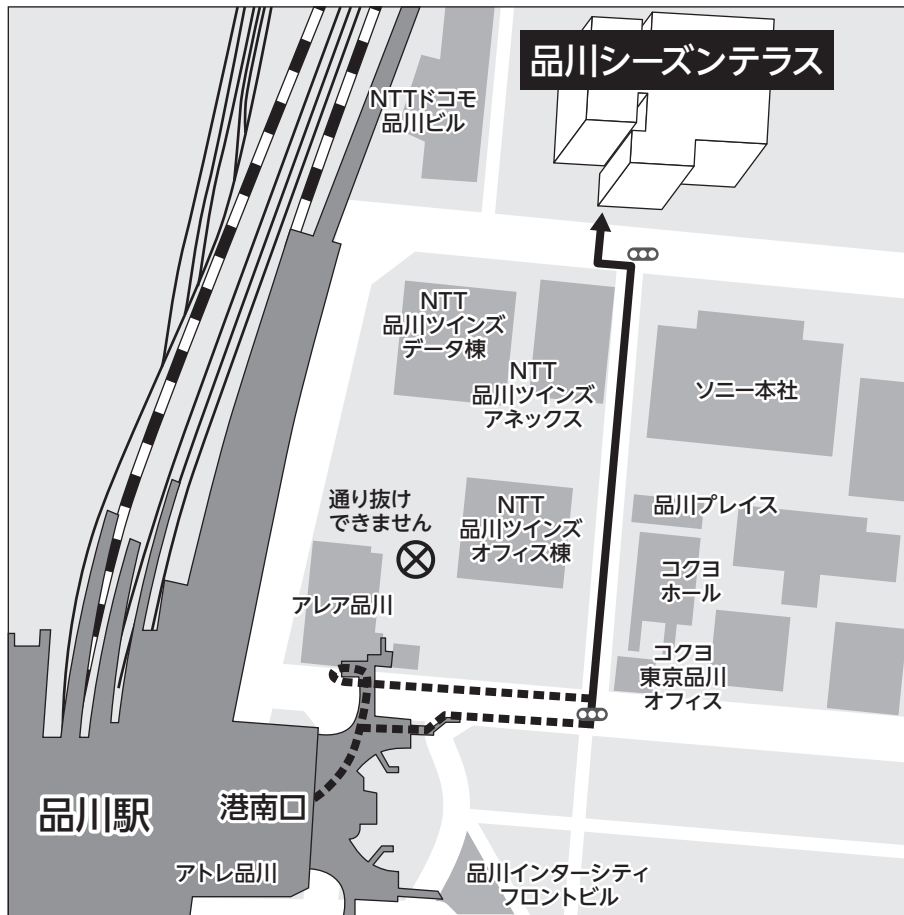 品川シーズンテラス
NTTドコモ
品川ビル
NTT
品川ツインズ
データ棟
NTT
品川ツインズ
アネックス
ソニー本社
通り抜け
できません
NTT
品川ツインズ
オフィス棟
品川プレイス
コクヨ
ホール
アレア品川
コクヨ
東京品川
オフィス
品川駅
港南口
アトレ品川
品川インターシティ
フロントビル